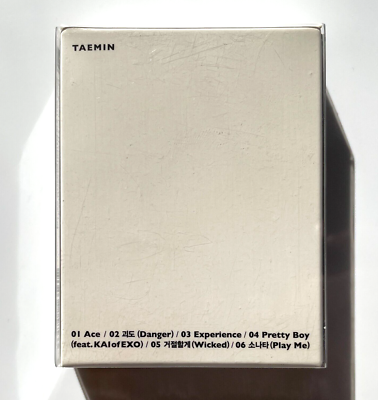 TAEMIN
01 Ace / 02 괴도 (Danger) / 03 Experience / 04 Pretty Boy
(feat. KAI of EXO) / 05 거절할게 (Wicked) / 06 소나타 (Play Me)